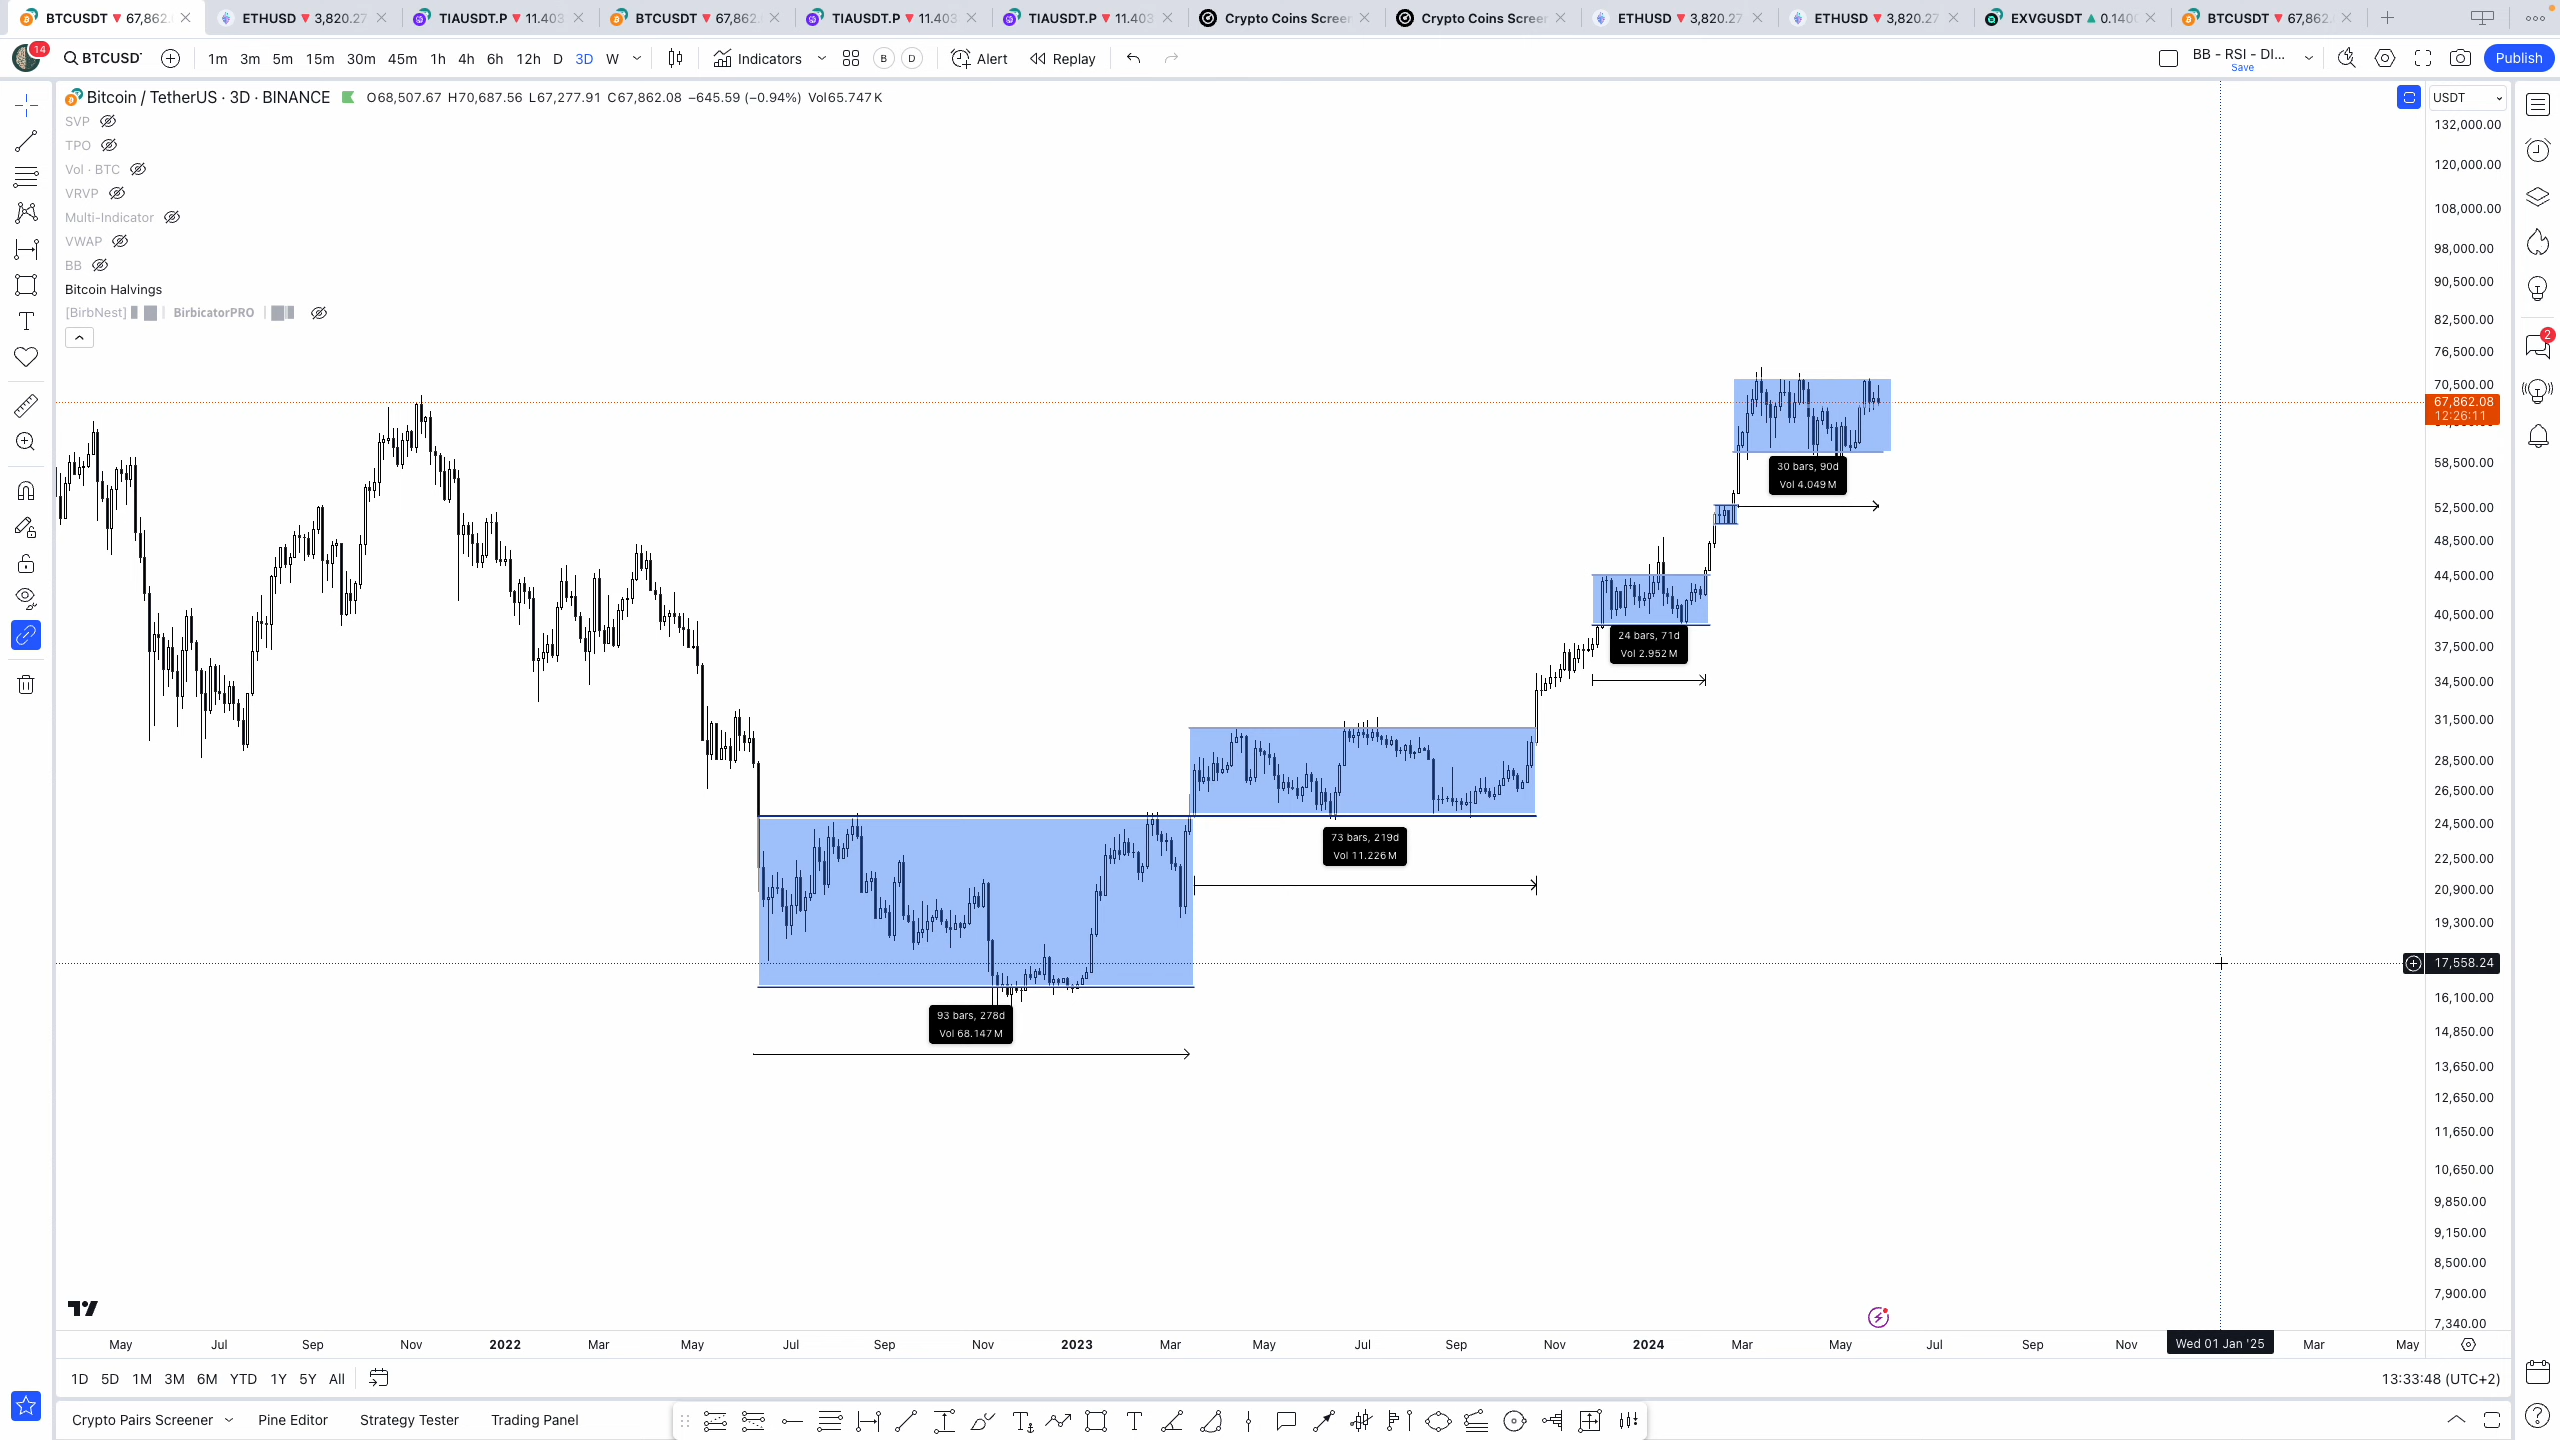 BTCUSDT ▼ 67,862. ETHUSD ▼ 3,820.27 TIAUSDT.P ▼ 11.403 BTCUSDT ▼ 67,862. TIAUSDT.P ▼ 11.403 TIAUSDT.P ▼ 11.403 Crypto Coins Screen Crypto Coins Screen ETHUSD ▼ 3,820.27 ETHUSD ▼ 3,820.27 EXVGUSDT ▲ 0.140 BTCUSDT ▼ 67,862.
14 BTCUSD 1m 3m 5m 15m 30m 45m 1h 4h 6h 12h D 3D W Indicators B D Alert Replay BB - RSI - DI... Save Publish
Bitcoin / TetherUS · 3D · BINANCE O68,507.67 H70,687.56 L67,277.91 C67,862.08 −645.59 (−0.94%) Vol65.747 K USDT
SVP
TPO
Vol · BTC
VRVP
Multi-Indicator
VWAP
BB
Bitcoin Halvings
[BirbNest] | BirbicatorPRO |
132,000.00
120,000.00
108,000.00
98,000.00
90,500.00
82,500.00
76,500.00
70,500.00
67,862.08
12:26:11
58,500.00
52,500.00
48,500.00
44,500.00
40,500.00
37,500.00
34,500.00
31,500.00
28,500.00
26,500.00
24,500.00
22,500.00
20,900.00
19,300.00
17,558.24
16,100.00
14,850.00
13,650.00
12,650.00
11,650.00
10,650.00
9,850.00
9,150.00
8,500.00
7,900.00
7,340.00
2
30 bars, 90d
Vol 4.049 M
24 bars, 71d
Vol 2.952 M
73 bars, 219d
Vol 11.226 M
93 bars, 278d
Vol 68.147 M
May Jul Sep Nov 2022 Mar May Jul Sep Nov 2023 Mar May Jul Sep Nov 2024 Mar May Jul Sep Nov Wed 01 Jan '25 Mar May
1D 5D 1M 3M 6M YTD 1Y 5Y All 13:33:48 (UTC+2)
Crypto Pairs Screener Pine Editor Strategy Tester Trading Panel